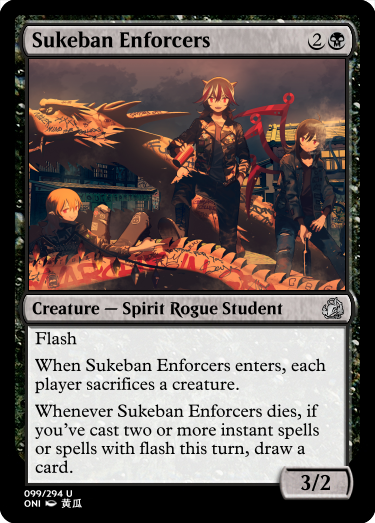 Sukeban Enforcers 2
Creature — Spirit Rogue Student
Flash
When Sukeban Enforcers enters, each
player sacrifices a creature.
Whenever Sukeban Enforcers dies, if
you've cast two or more instant spells
or spells with flash this turn, draw a
card.
3/2
099/294 U
ONI 黄瓜